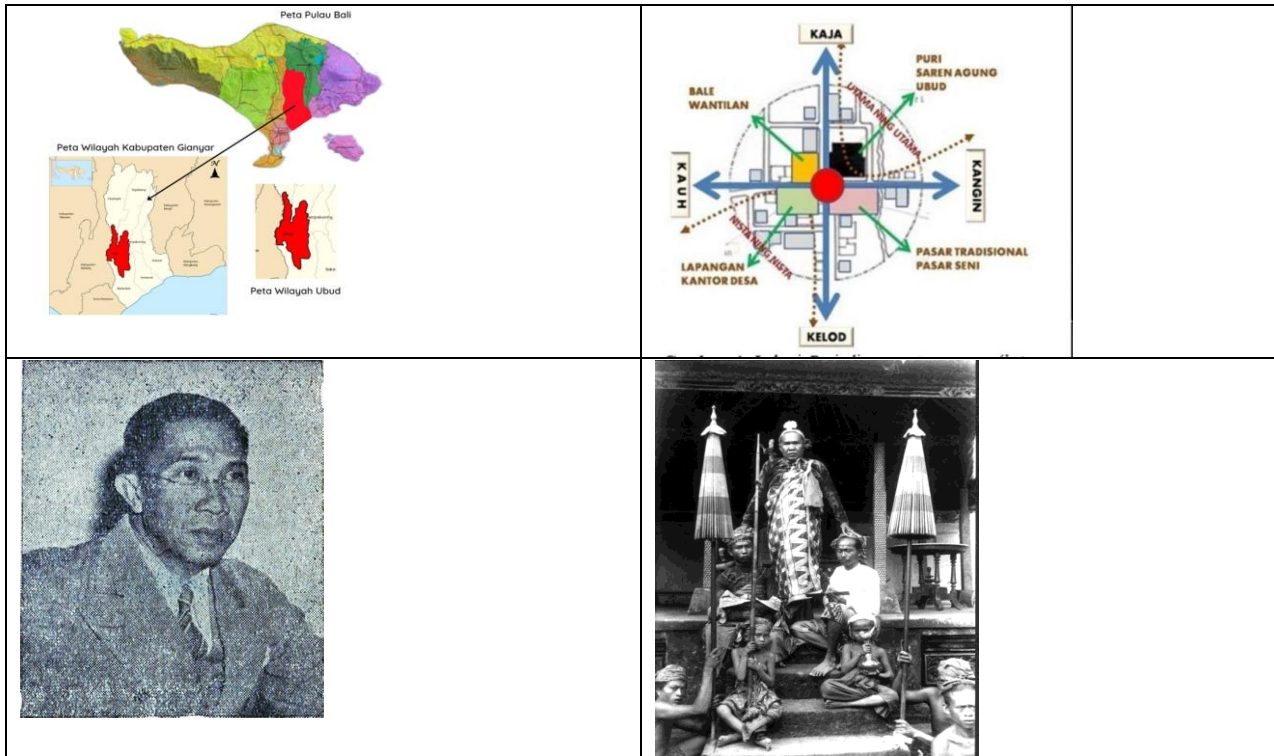 Peta Pulau Bali
Peta Wilayah Kabupaten Gianyar
Peta Wilayah Ubud
KAJA
PURI
SAREN AGUNG
UBUD
BALE
WANTILAN
UTAMA NING UTAMA
KAUH
KANGIN
NISTA NING NISTA
LAPANGAN
KANTOR DESA
PASAR TRADISIONAL
PASAR SENI
KELOD